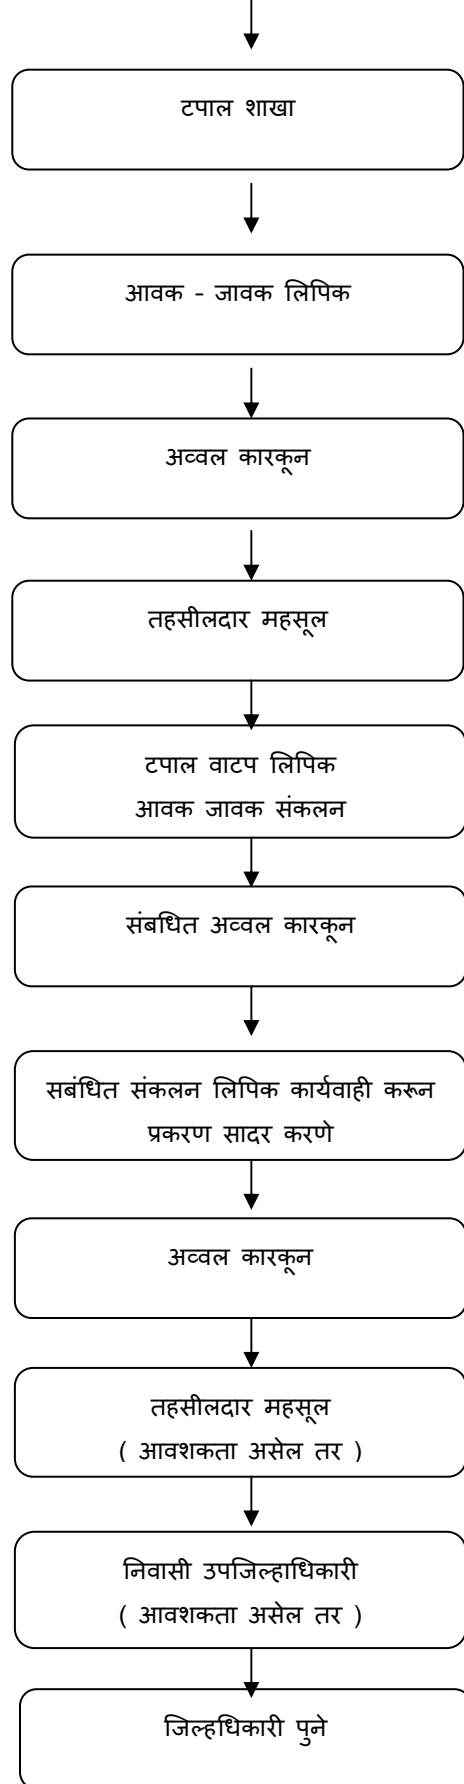 टपाल शाखा
आवक - जावक लिपिक
अव्वल कारकून
तहसीलदार महसूल
टपाल वाटप लिपिक
आवक जावक संकलन
संबधित अव्वल कारकून
सबंधित संकलन लिपिक कार्यवाही करून
प्रकरण सादर करणे
अव्वल कारकून
तहसीलदार महसूल
( आवशकता असेल तर )
निवासी उपजिल्हाधिकारी
( आवशकता असेल तर )
जिल्हधिकारी पुने